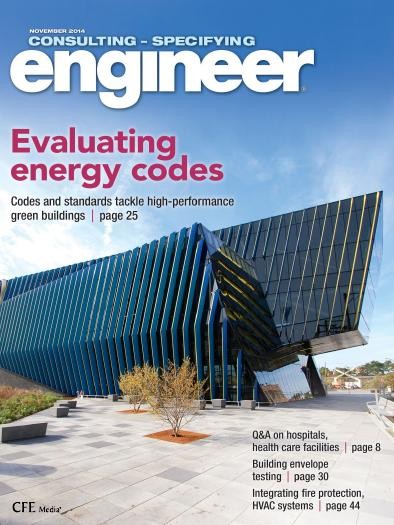 NOVEMBER 2014
CONSULTING – SPECIFYING
engineer
Evaluating
energy codes
Codes and standards tackle high-performance
green buildings | page 25
Q&A on hospitals,
health care facilities | page 8
Building envelope
testing | page 30
Integrating fire protection,
HVAC systems | page 44
CFE Media